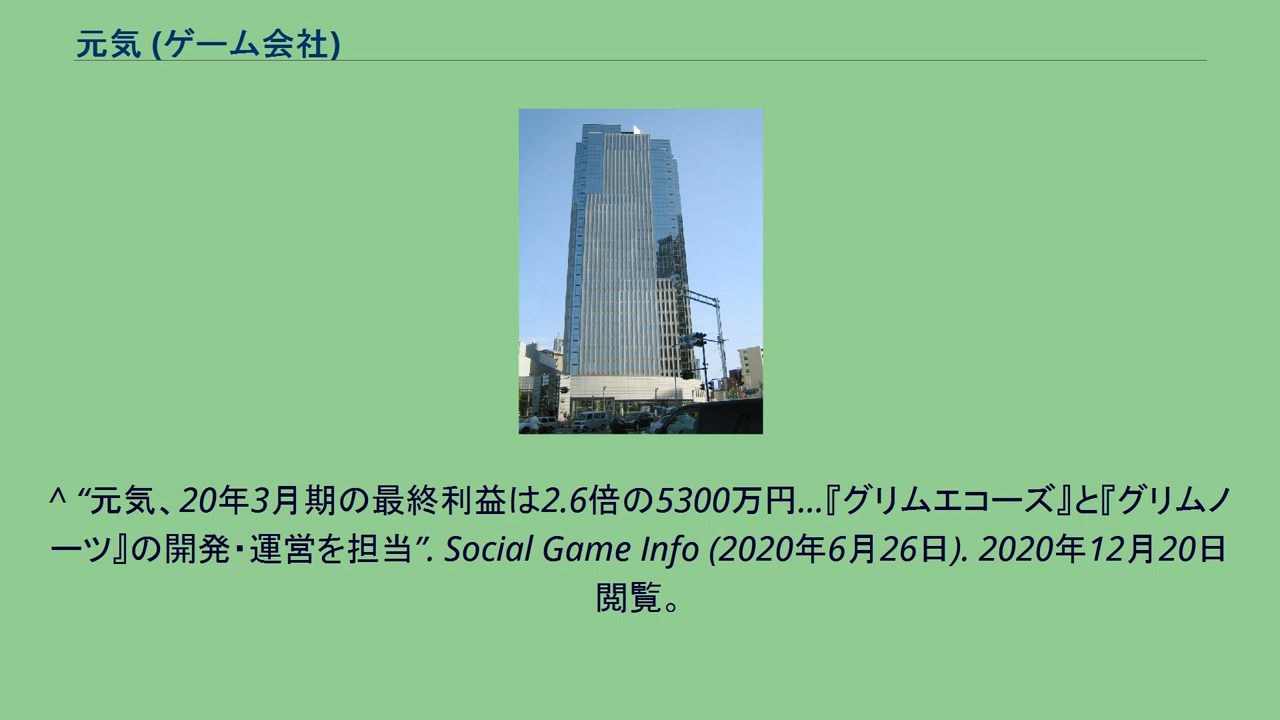 元気 (ゲーム会社)
^ “元気、20年3月期の最終利益は2.6倍の5300万円…『グリムエコーズ』と『グリムノ
ーツ』の開発・運営を担当”. Social Game Info (2020年6月26日). 2020年12月20日
閲覧。